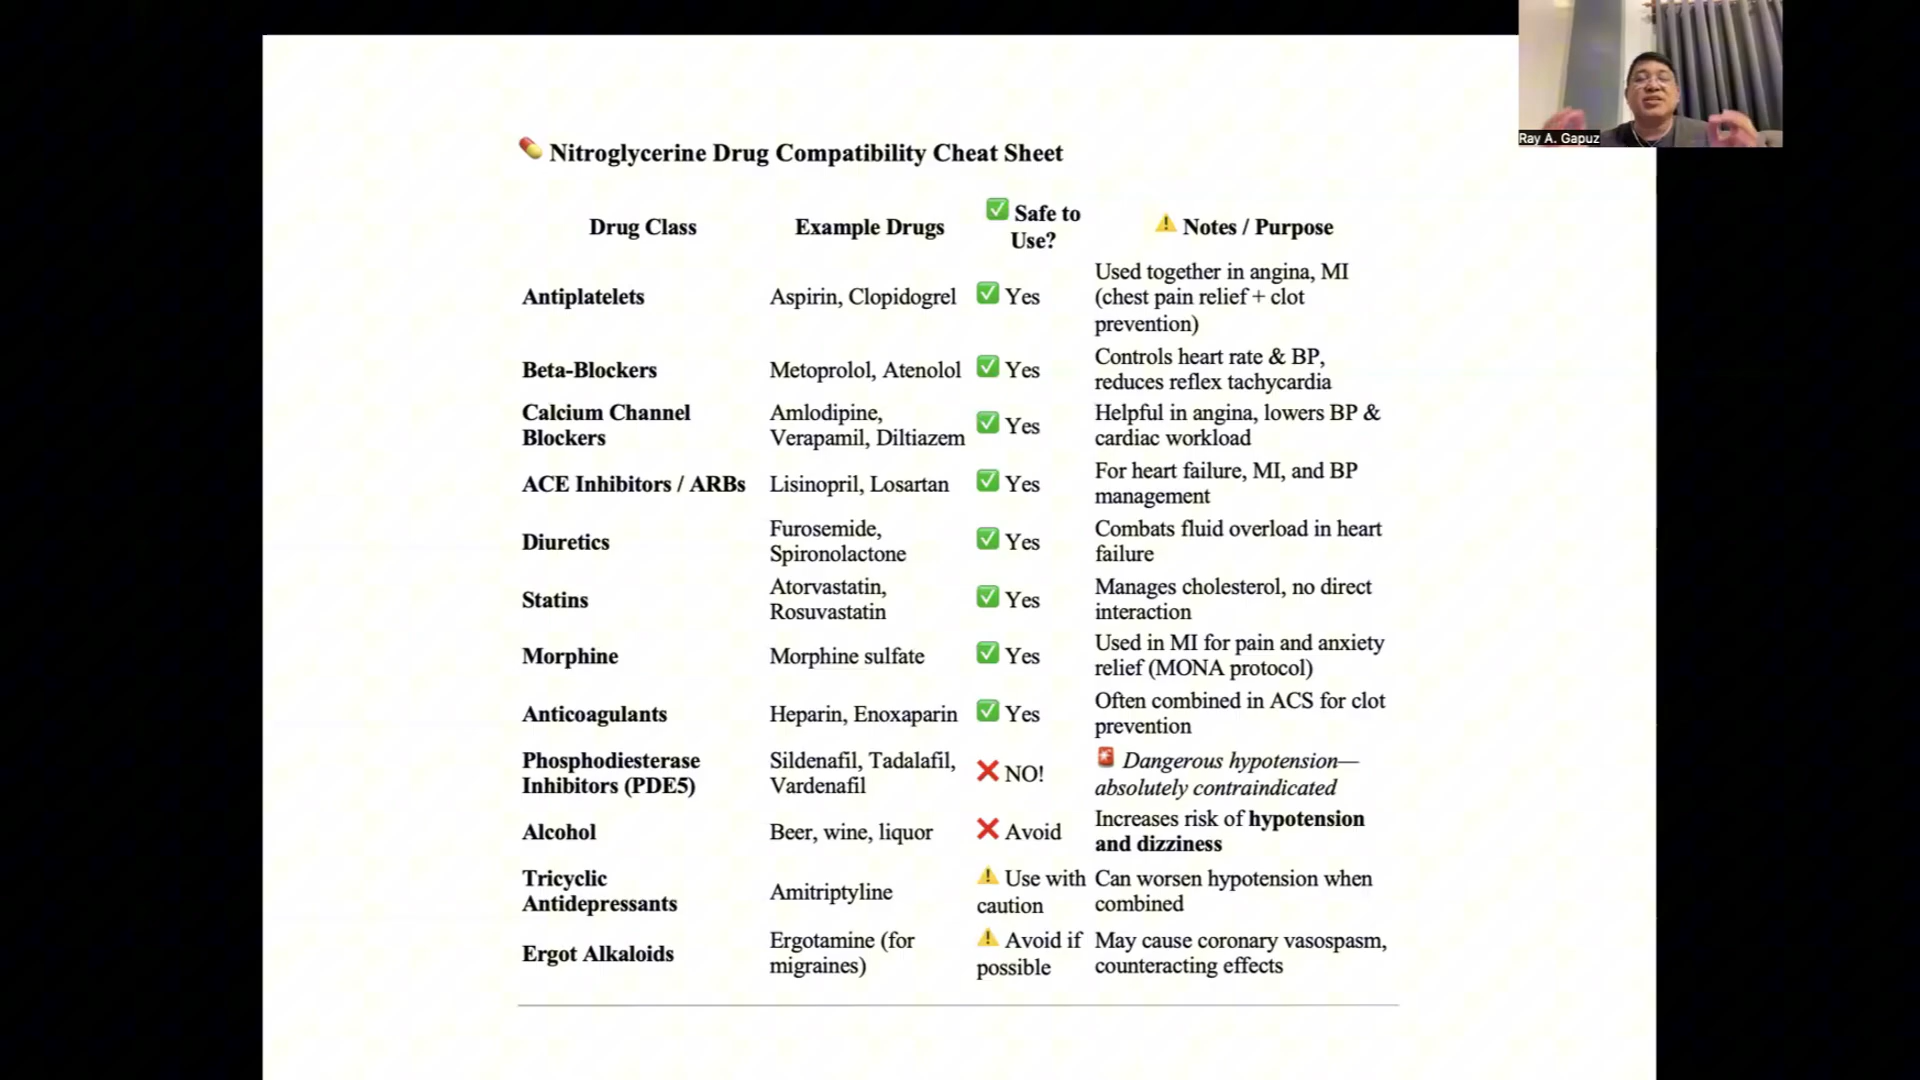 Ray A. Gapuz
Nitroglycerine Drug Compatibility Cheat Sheet
Drug Class
Example Drugs
Safe to
Use?
Notes / Purpose
Antiplatelets
Aspirin, Clopidogrel
Yes
Used together in angina, MI
(chest pain relief + clot
prevention)
Beta-Blockers
Metoprolol, Atenolol
Yes
Controls heart rate & BP,
reduces reflex tachycardia
Calcium Channel
Blockers
Amlodipine,
Verapamil, Diltiazem
Yes
Helpful in angina, lowers BP &
cardiac workload
ACE Inhibitors / ARBs
Lisinopril, Losartan
Yes
For heart failure, MI, and BP
management
Diuretics
Furosemide,
Spironolactone
Yes
Combats fluid overload in heart
failure
Statins
Atorvastatin,
Rosuvastatin
Yes
Manages cholesterol, no direct
interaction
Morphine
Morphine sulfate
Yes
Used in MI for pain and anxiety
relief (MONA protocol)
Anticoagulants
Heparin, Enoxaparin
Yes
Often combined in ACS for clot
prevention
Phosphodiesterase
Inhibitors (PDE5)
Sildenafil, Tadalafil,
Vardenafil
NO!
Dangerous hypotension—
absolutely contraindicated
Alcohol
Beer, wine, liquor
Avoid
Increases risk of hypotension
and dizziness
Tricyclic
Antidepressants
Amitriptyline
Use with
caution
Can worsen hypotension when
combined
Ergot Alkaloids
Ergotamine (for
migraines)
Avoid if
possible
May cause coronary vasospasm,
counteracting effects